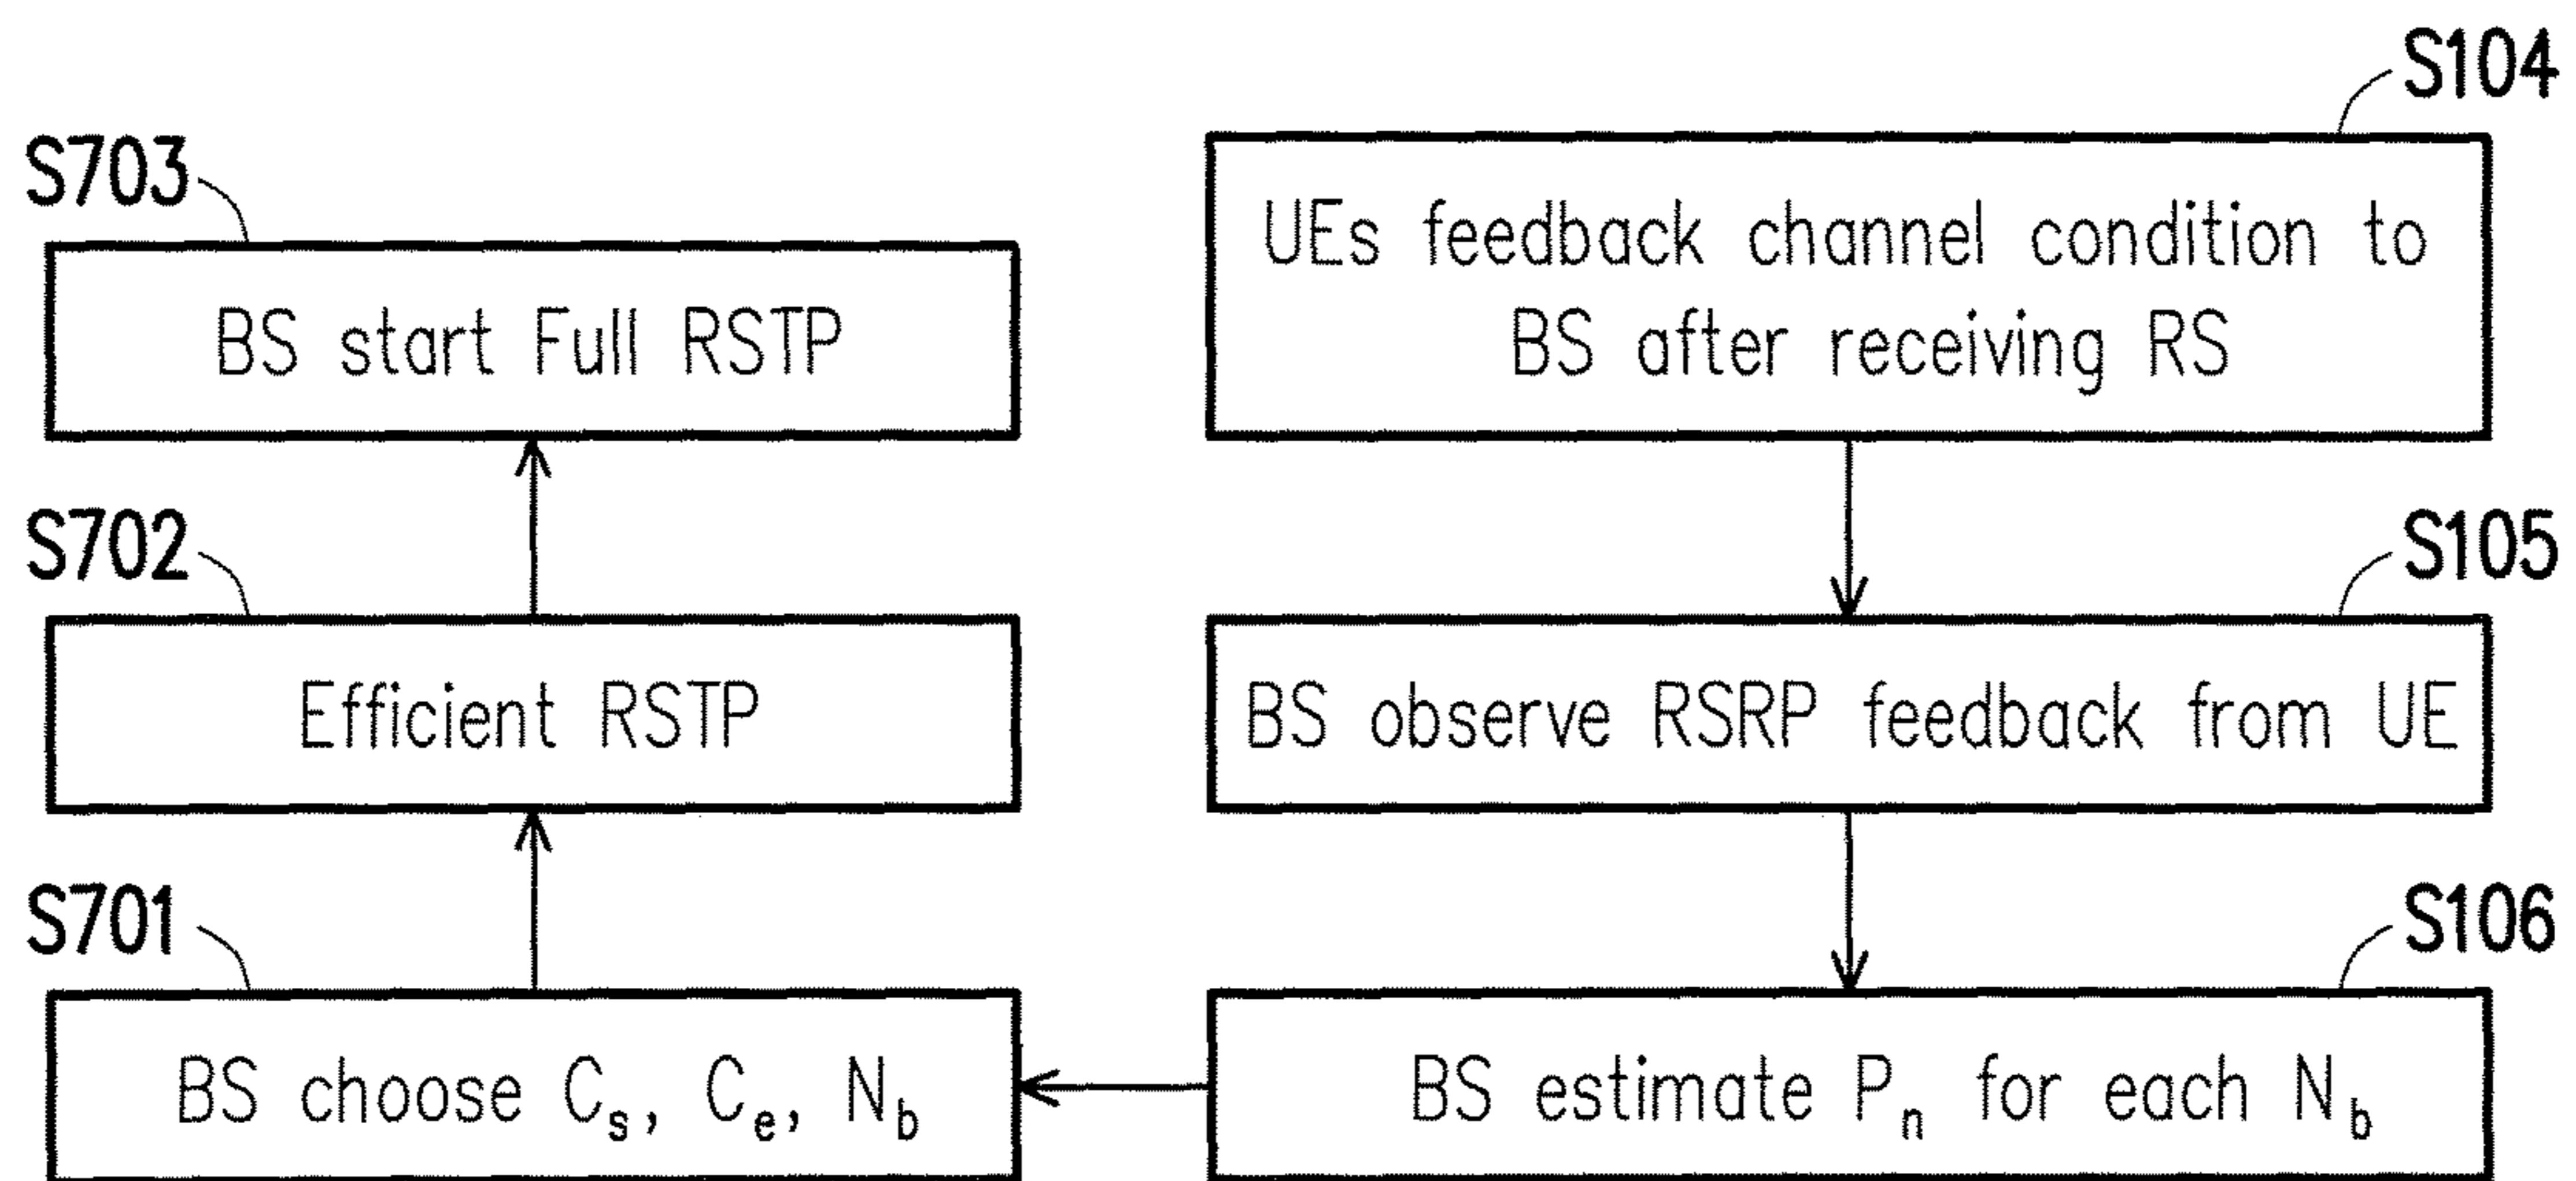 S104
UEs feedback channel condition to
BS after receiving RS
S105
BS observe RSRP feedback from UE
S106
BS estimate Pn for each Nb
S701
BS choose Cs, Ce, Nb
S702
Efficient RSTP
S703
BS start Full RSTP